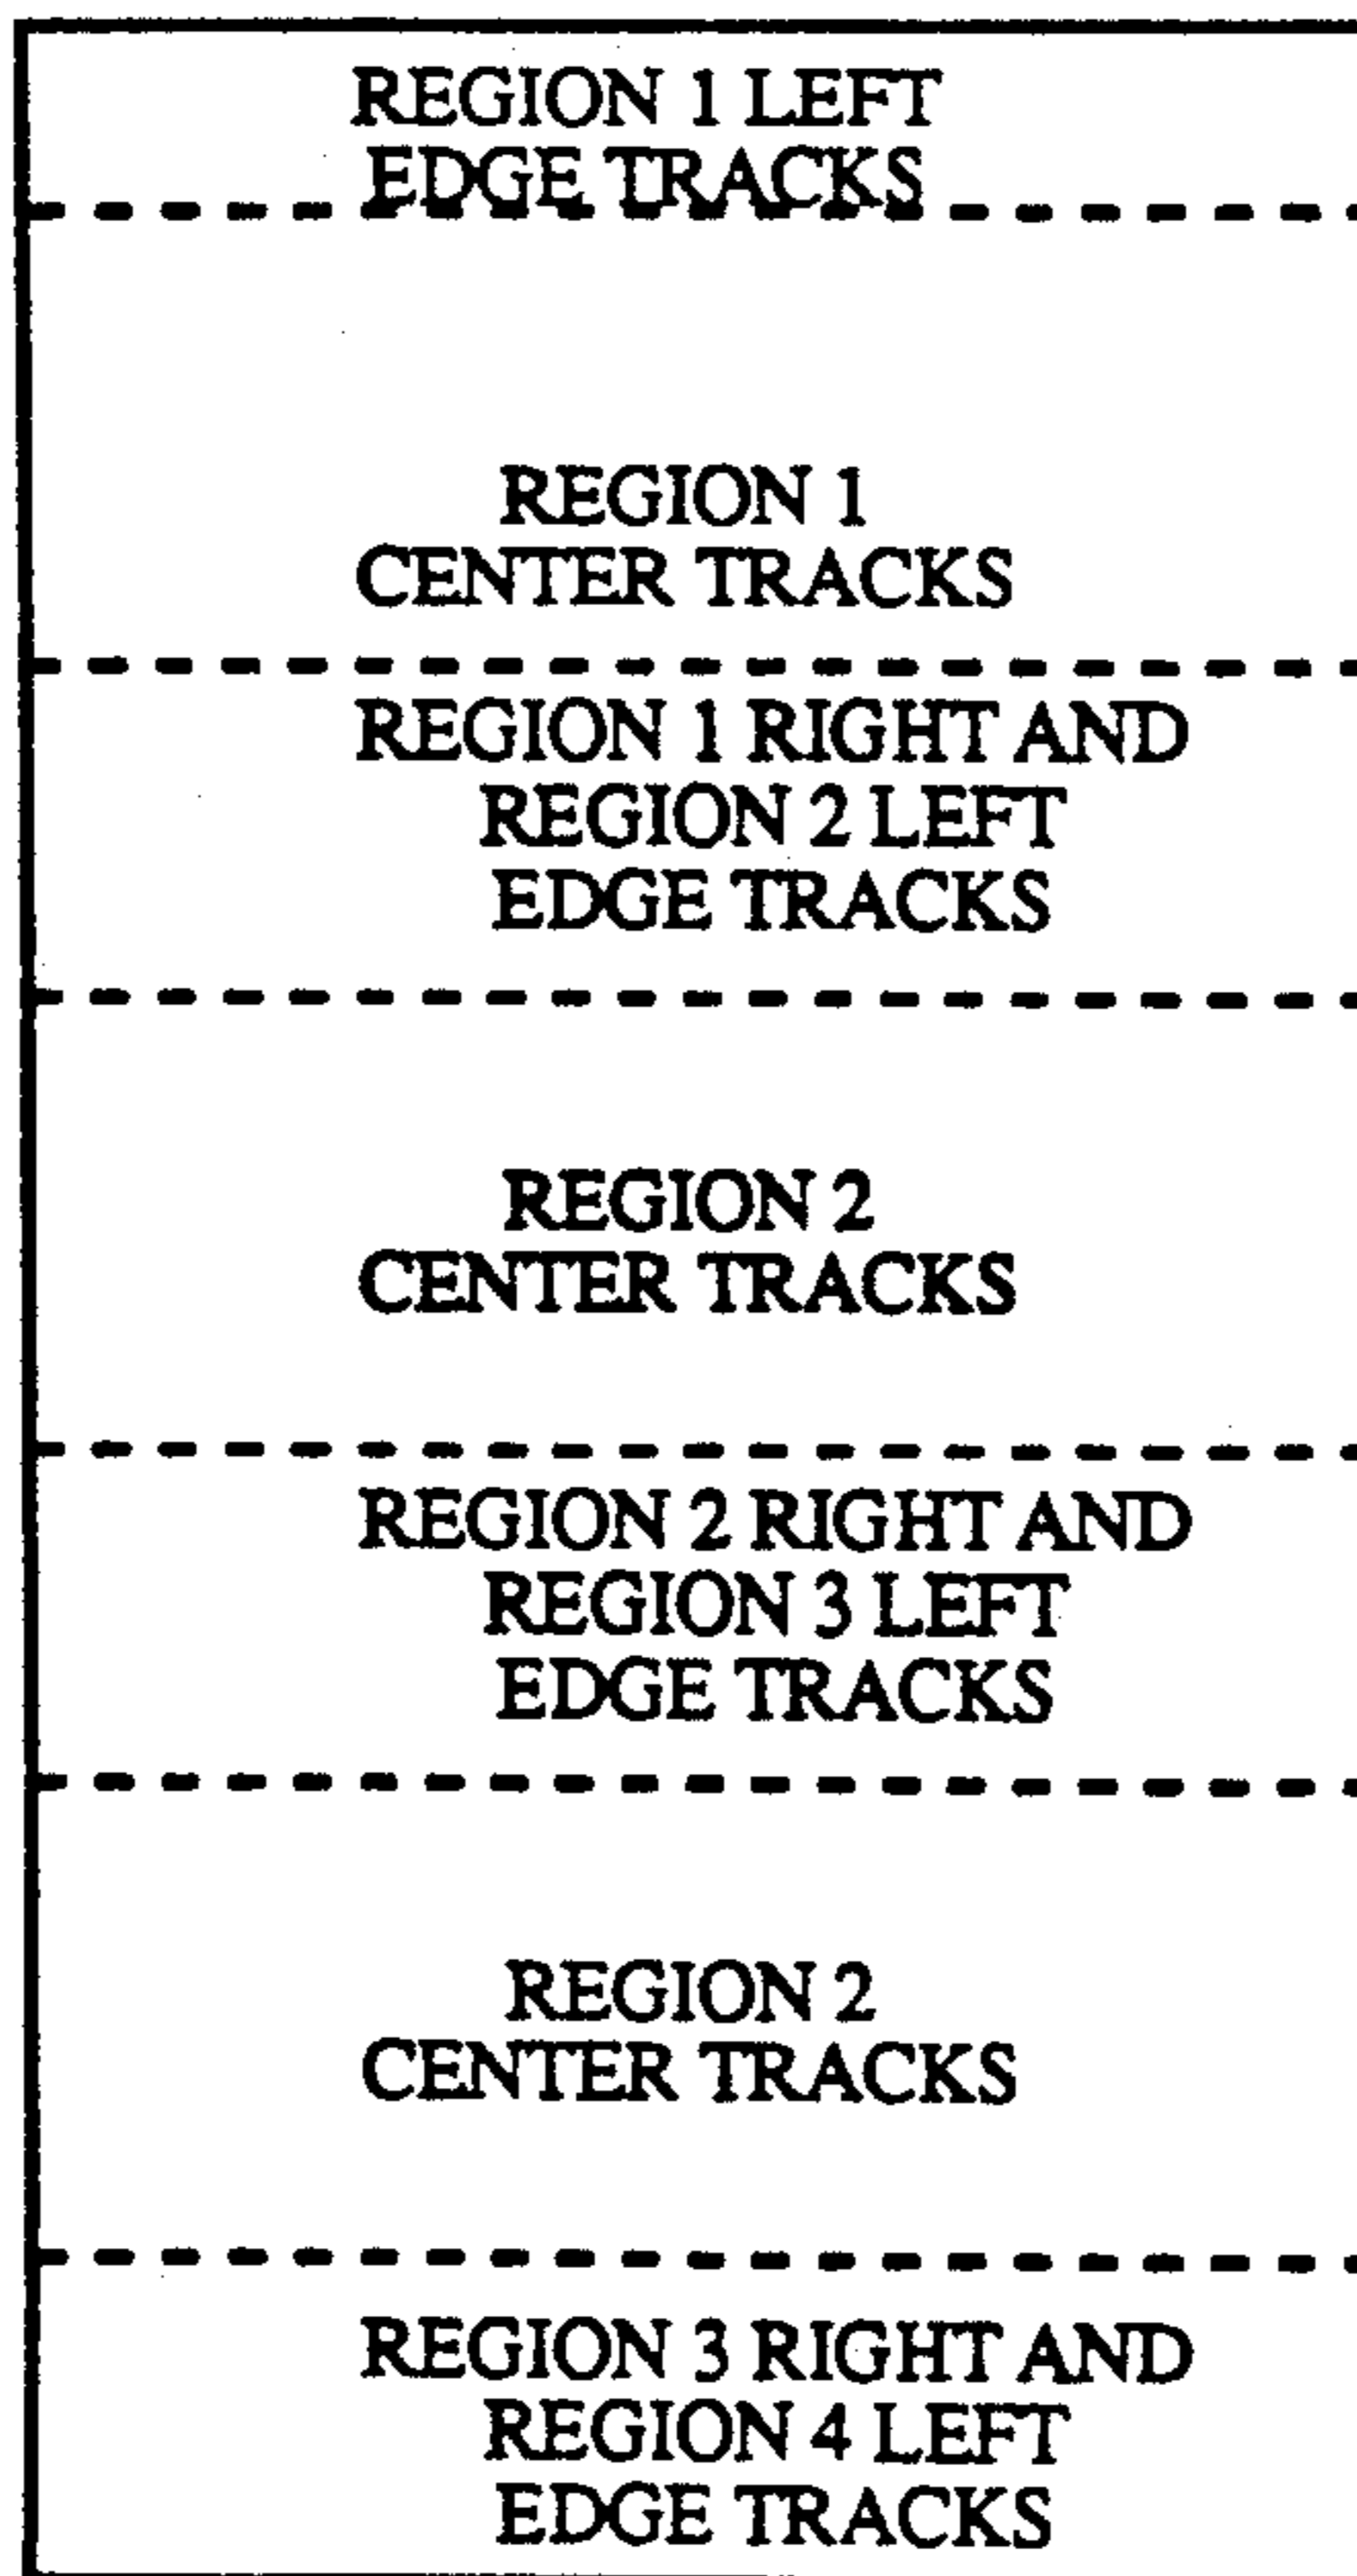 REGION 1 LEFT
EDGE TRACKS
REGION 1
CENTER TRACKS
REGION 1 RIGHT AND
REGION 2 LEFT
EDGE TRACKS
REGION 2
CENTER TRACKS
REGION 2 RIGHT AND
REGION 3 LEFT
EDGE TRACKS
REGION 2
CENTER TRACKS
REGION 3 RIGHT AND
REGION 4 LEFT
EDGE TRACKS